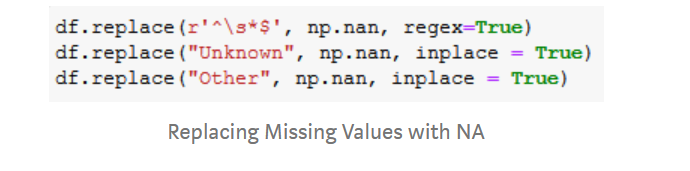 df.replace(r'^\s*$', np.nan, regex=True)
df.replace("Unknown", np.nan, inplace = True)
df.replace("Other", np.nan, inplace = True)
Replacing Missing Values with NA